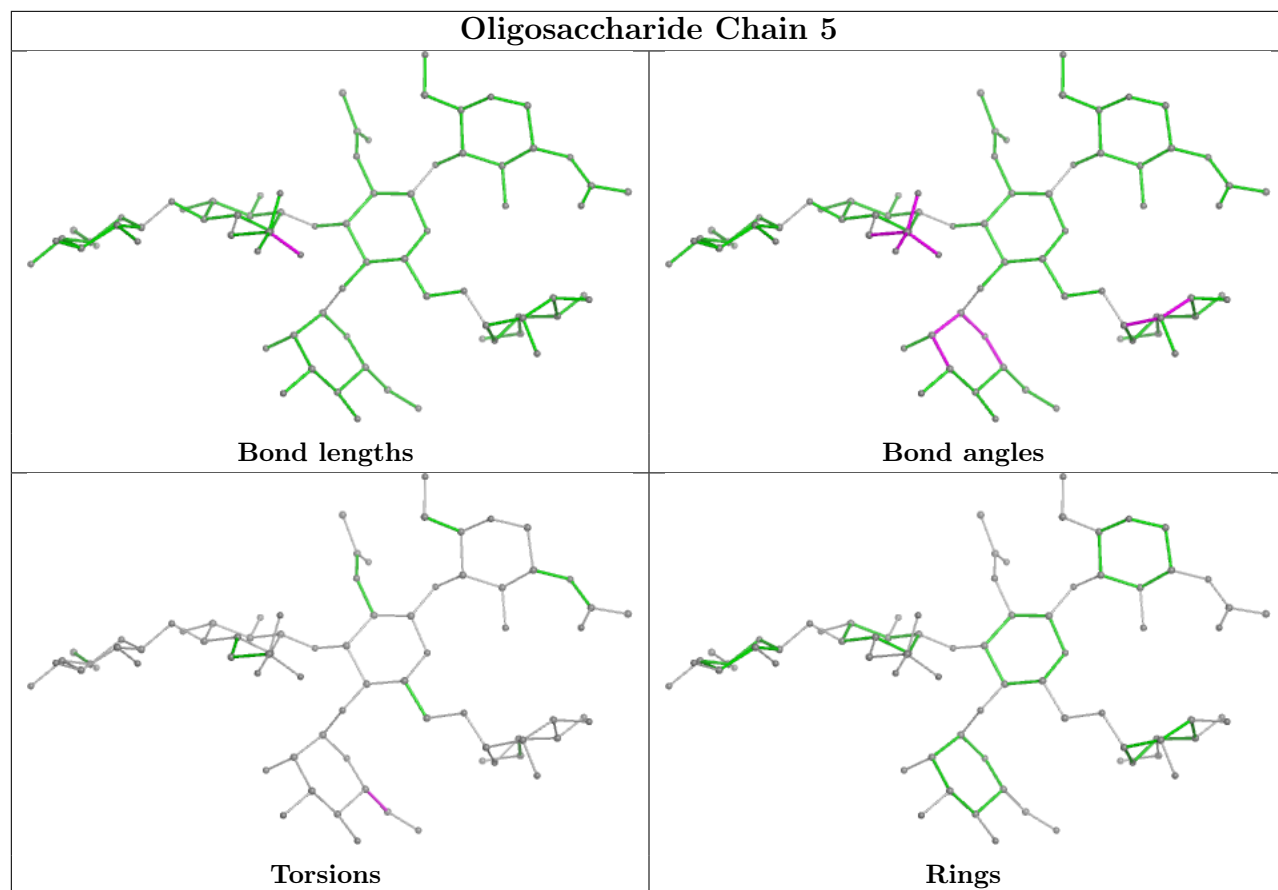 Oligosaccharide Chain 5
Bond lengths
Bond angles
Torsions
Rings